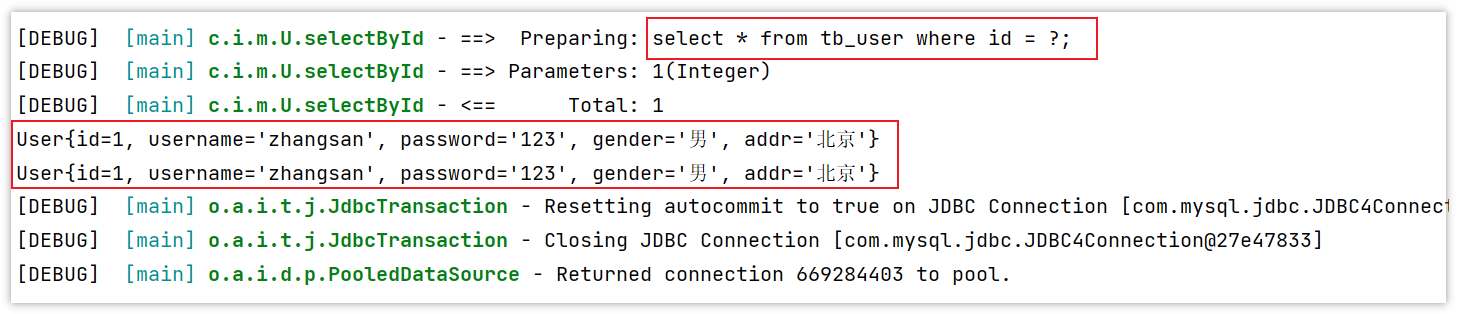 [DEBUG]  [main] c.i.m.U.selectById - ==>  Preparing: select * from tb_user where id = ?;
[DEBUG]  [main] c.i.m.U.selectById - ==> Parameters: 1(Integer)
[DEBUG]  [main] c.i.m.U.selectById - <==      Total: 1
User{id=1, username='zhangsan', password='123', gender='男', addr='北京'}
User{id=1, username='zhangsan', password='123', gender='男', addr='北京'}
[DEBUG]  [main] o.a.i.t.j.JdbcTransaction - Resetting autocommit to true on JDBC Connection [com.mysql.jdbc.JDBC4Connect
[DEBUG]  [main] o.a.i.t.j.JdbcTransaction - Closing JDBC Connection [com.mysql.jdbc.JDBC4Connection@27e47833]
[DEBUG]  [main] o.a.i.d.p.PooledDataSource - Returned connection 669284403 to pool.